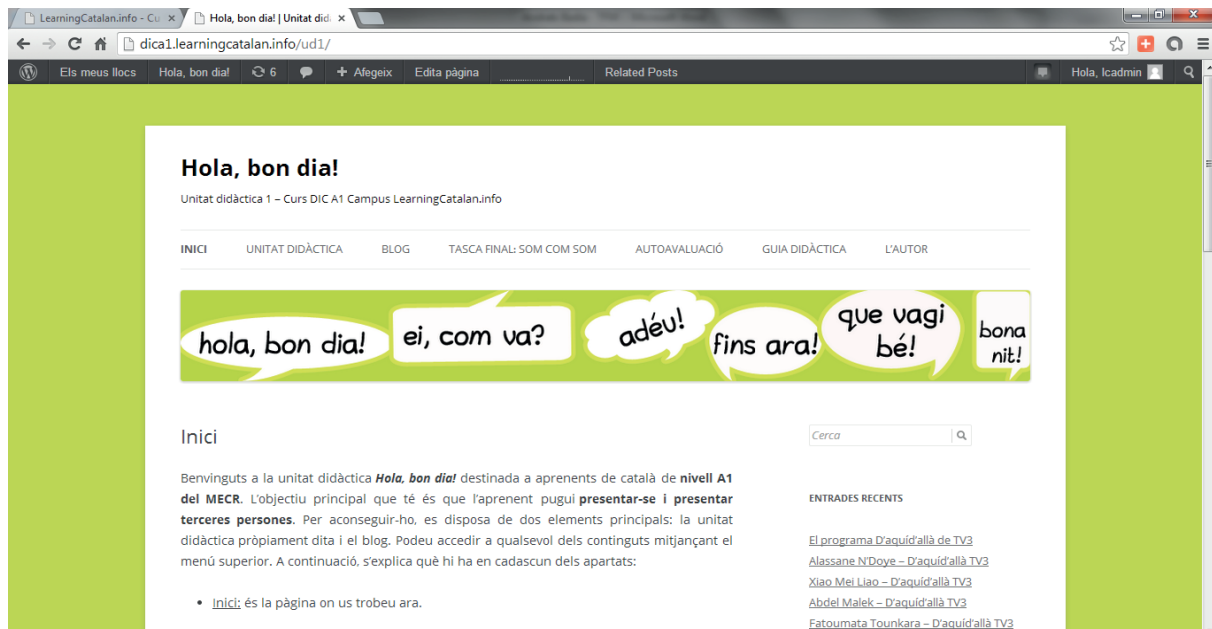 LearningCatalan.info - Cu
Hola, bon dia! | Unitat did
dica1.learningcatalan.info/ud1/
Els meus llocs Hola, bon dia! 6 + Afegeix Edita pàgina Related Posts Hola, lcadmin
Hola, bon dia!
Unitat didàctica 1 – Curs DIC A1 Campus LearningCatalan.info
INICI UNITAT DIDÀCTICA BLOG TASCA FINAL: SOM COM SOM AUTOAVALUACIÓ GUIA DIDÀCTICA L'AUTOR
hola, bon dia!
ei, com va?
adéu!
fins ara!
que vagi
bé!
bona
nit!
Inici
Benvinguts a la unitat didàctica Hola, bon dia! destinada a aprenents de català de nivell A1
del MECR. L'objectiu principal que té és que l'aprenent pugui presentar-se i presentar
terceres persones. Per aconseguir-ho, es disposa de dos elements principals: la unitat
didàctica pròpiament dita i el blog. Podeu accedir a qualsevol dels continguts mitjançant el
menú superior. A continuació, s'explica què hi ha en cadascun dels apartats:
• Inici: és la pàgina on us trobeu ara.
Cerca
ENTRADES RECENTS
El programa D'aquíd'allà de TV3
Alassane N'Doye – D'aquíd'allà TV3
Xiao Mei Liao – D'aquíd'allà TV3
Abdel Malek – D'aquíd'allà TV3
Fatoumata Tounkara – D'aquíd'allà TV3